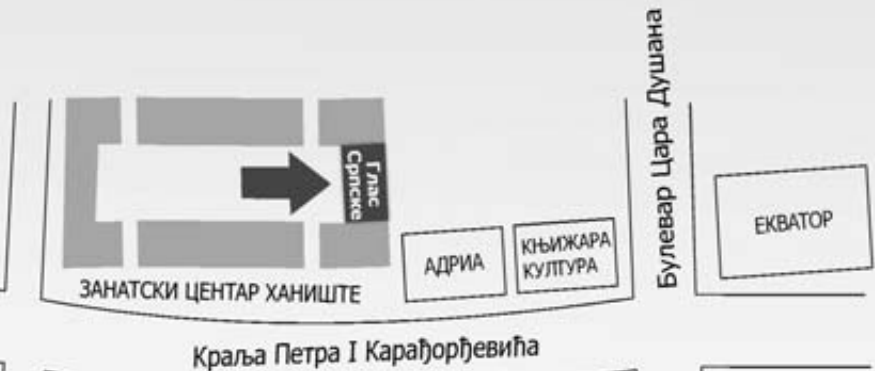 Булевар Цара Душана
Глас
Српске
ЕКВАТОР
АДРИА
КЊИЖАРА
КУЛТУРА
ЗАНАТСКИ ЦЕНТАР ХАНИШТЕ
Краља Петра I Карађорђевића